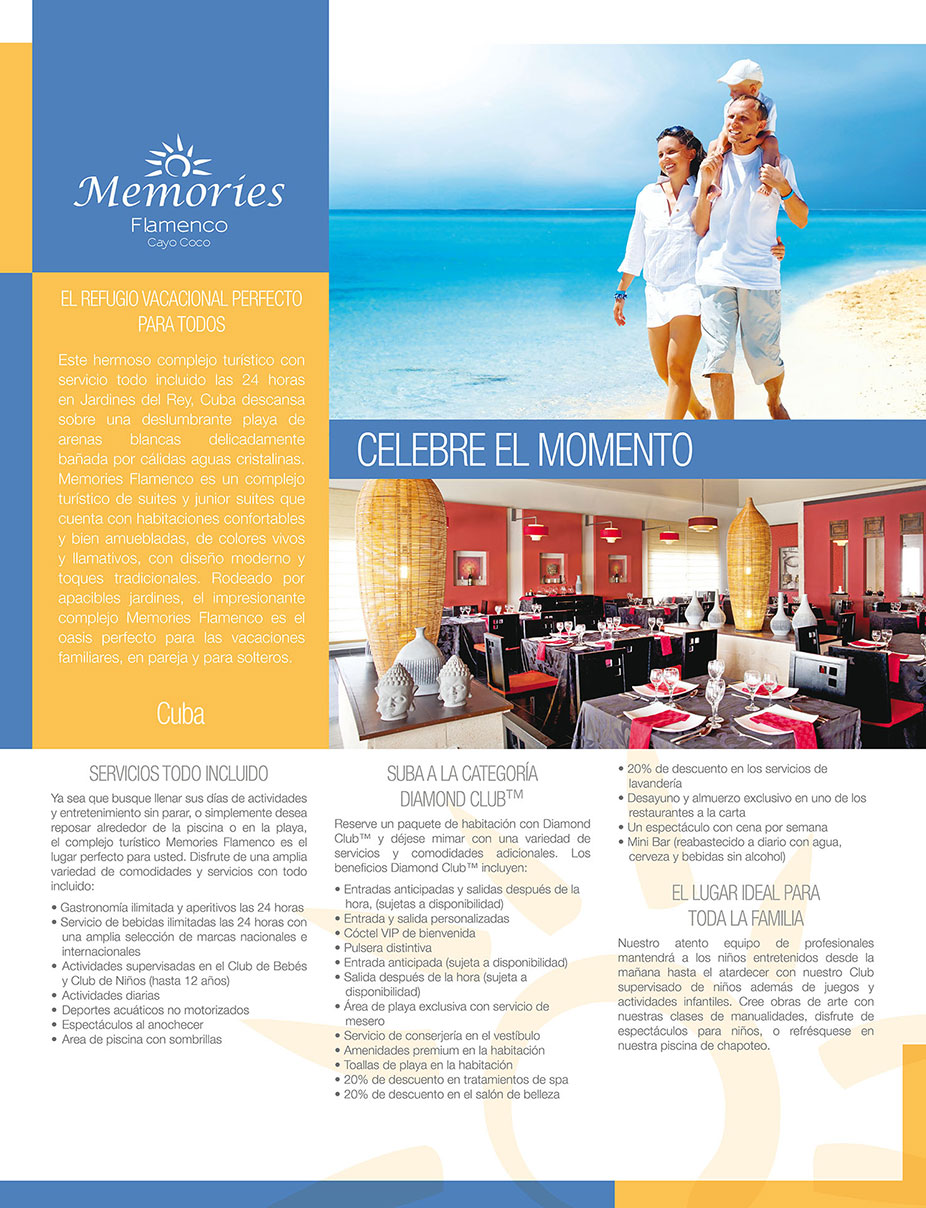 Memories
Flamenco
Cayo Coco
EL REFUGIO VACACIONAL PERFECTO
PARA TODOS
Este hermoso complejo turístico con
servicio todo incluido las 24 horas
en Jardines del Rey, Cuba descansa
sobre una deslumbrante playa de
arenas blancas delicadamente
bañada por cálidas aguas cristalinas.
Memories Flamenco es un complejo
turístico de suites y junior suites que
cuenta con habitaciones confortables
y bien amuebladas, de colores vivos
y llamativos, con diseño moderno y
toques tradicionales. Rodeado por
apacibles jardines, el impresionante
complejo Memories Flamenco es el
oasis perfecto para las vacaciones
familiares, en pareja y para solteros.
Cuba
CELEBRE EL MOMENTO
SERVICIOS TODO INCLUIDO
Ya sea que busque llenar sus días de actividades
y entretenimiento sin parar, o simplemente desea
reposar alrededor de la piscina o en la playa,
el complejo turístico Memories Flamenco es el
lugar perfecto para usted. Disfrute de una amplia
variedad de comodidades y servicios con todo
incluido:
• Gastronomía ilimitada y aperitivos las 24 horas
• Servicio de bebidas ilimitadas las 24 horas con
una amplia selección de marcas nacionales e
internacionales
• Actividades supervisadas en el Club de Bebés
y Club de Niños (hasta 12 años)
• Actividades diarias
• Deportes acuáticos no motorizados
• Espectáculos al anochecer
• Area de piscina con sombrillas
SUBA A LA CATEGORÍA
DIAMOND CLUB™
Reserve un paquete de habitación con Diamond
Club™ y déjese mimar con una variedad de
servicios y comodidades adicionales. Los
beneficios Diamond Club™ incluyen:
• Entradas anticipadas y salidas después de la
hora, (sujetas a disponibilidad)
• Entrada y salida personalizadas
• Cóctel VIP de bienvenida
• Pulsera distintiva
• Entrada anticipada (sujeta a disponibilidad)
• Salida después de la hora (sujeta a
disponibilidad)
• Área de playa exclusiva con servicio de
mesero
• Servicio de conserjería en el vestíbulo
• Amenidades premium en la habitación
• Toallas de playa en la habitación
• 20% de descuento en tratamientos de spa
• 20% de descuento en el salón de belleza
• 20% de descuento en los servicios de
lavandería
• Desayuno y almuerzo exclusivo en uno de los
restaurantes a la carta
• Un espectáculo con cena por semana
• Mini Bar (reabastecido a diario con agua,
cerveza y bebidas sin alcohol)
EL LUGAR IDEAL PARA
TODA LA FAMILIA
Nuestro atento equipo de profesionales
mantendrá a los niños entretenidos desde la
mañana hasta el atardecer con nuestro Club
supervisado de niños además de juegos y
actividades infantiles. Cree obras de arte con
nuestras clases de manualidades, disfrute de
espectáculos para niños, o refrésquese en
nuestra piscina de chapoteo.